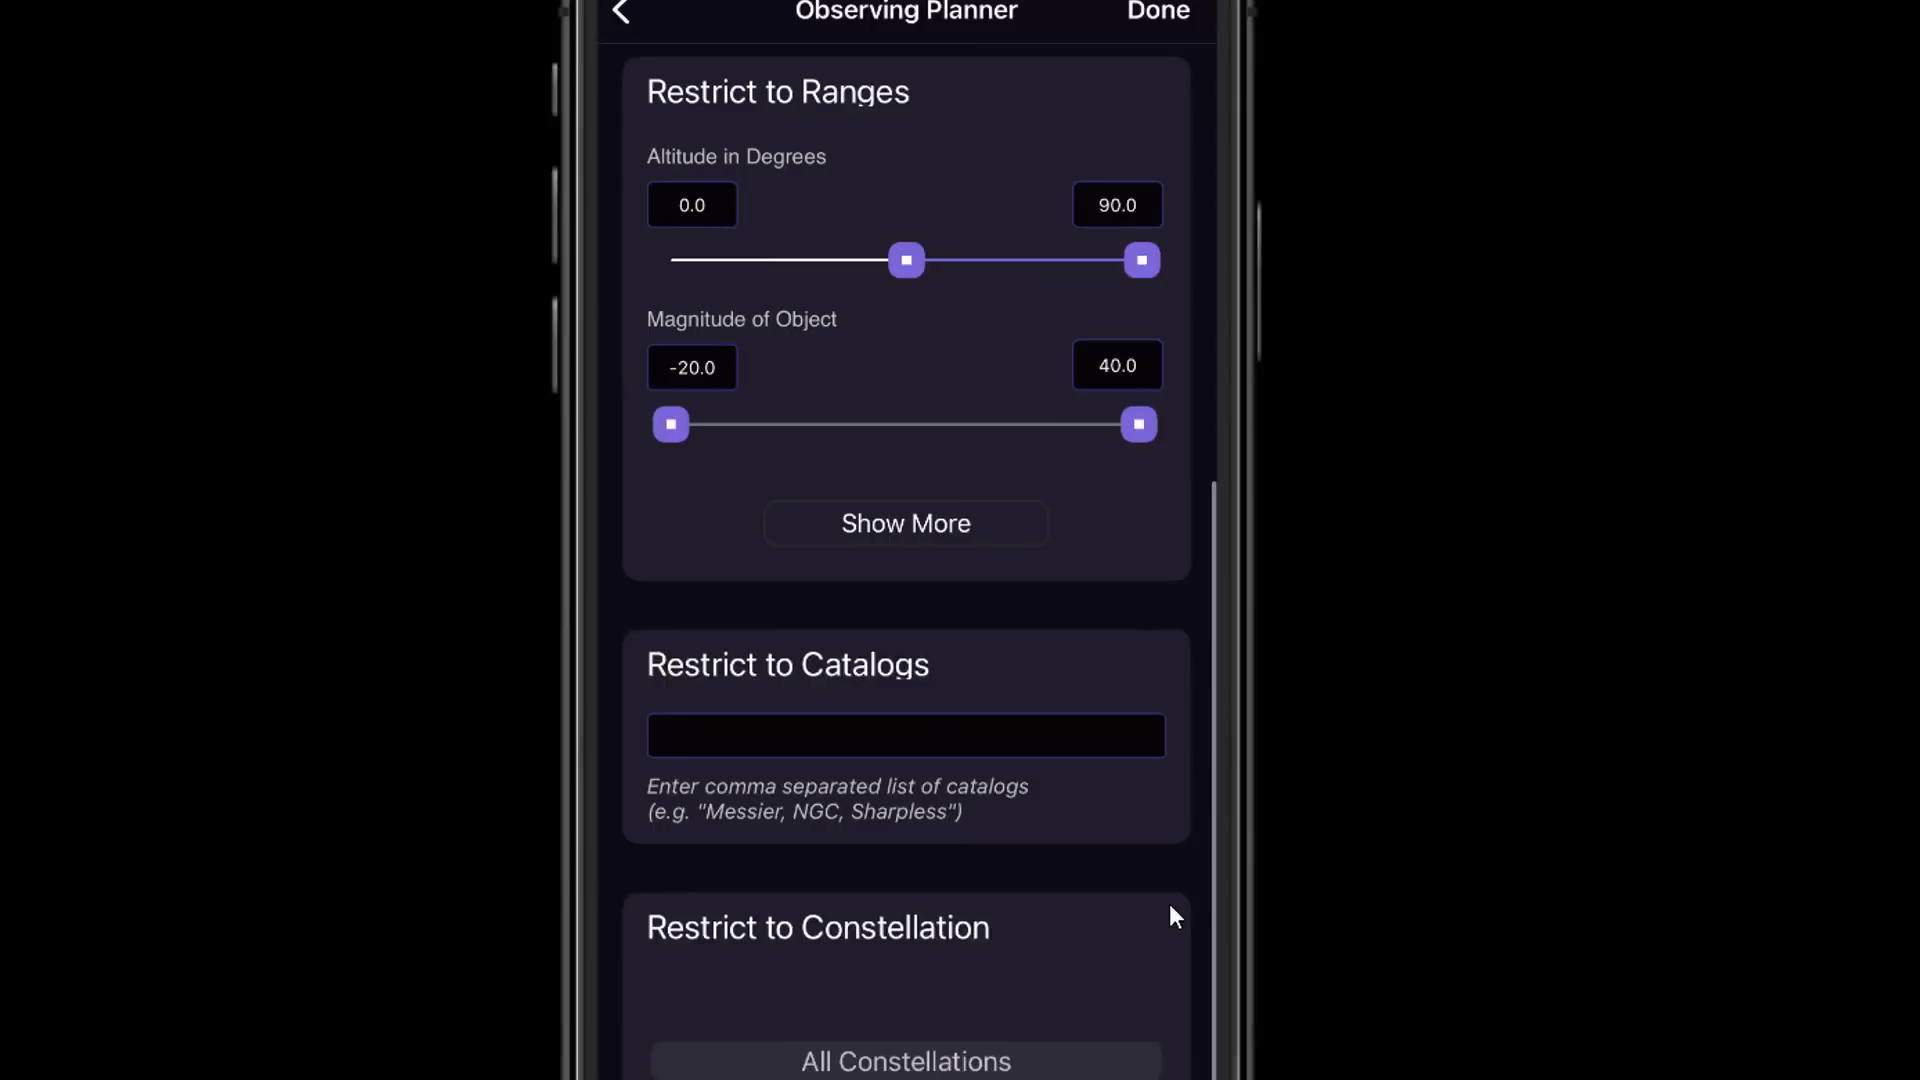 Observing Planner
Done
Restrict to Ranges
Altitude in Degrees
0.0
90.0
Magnitude of Object
-20.0
40.0
Show More
Restrict to Catalogs
Enter comma separated list of catalogs
(e.g. "Messier, NGC, Sharpless")
Restrict to Constellation
All Constellations